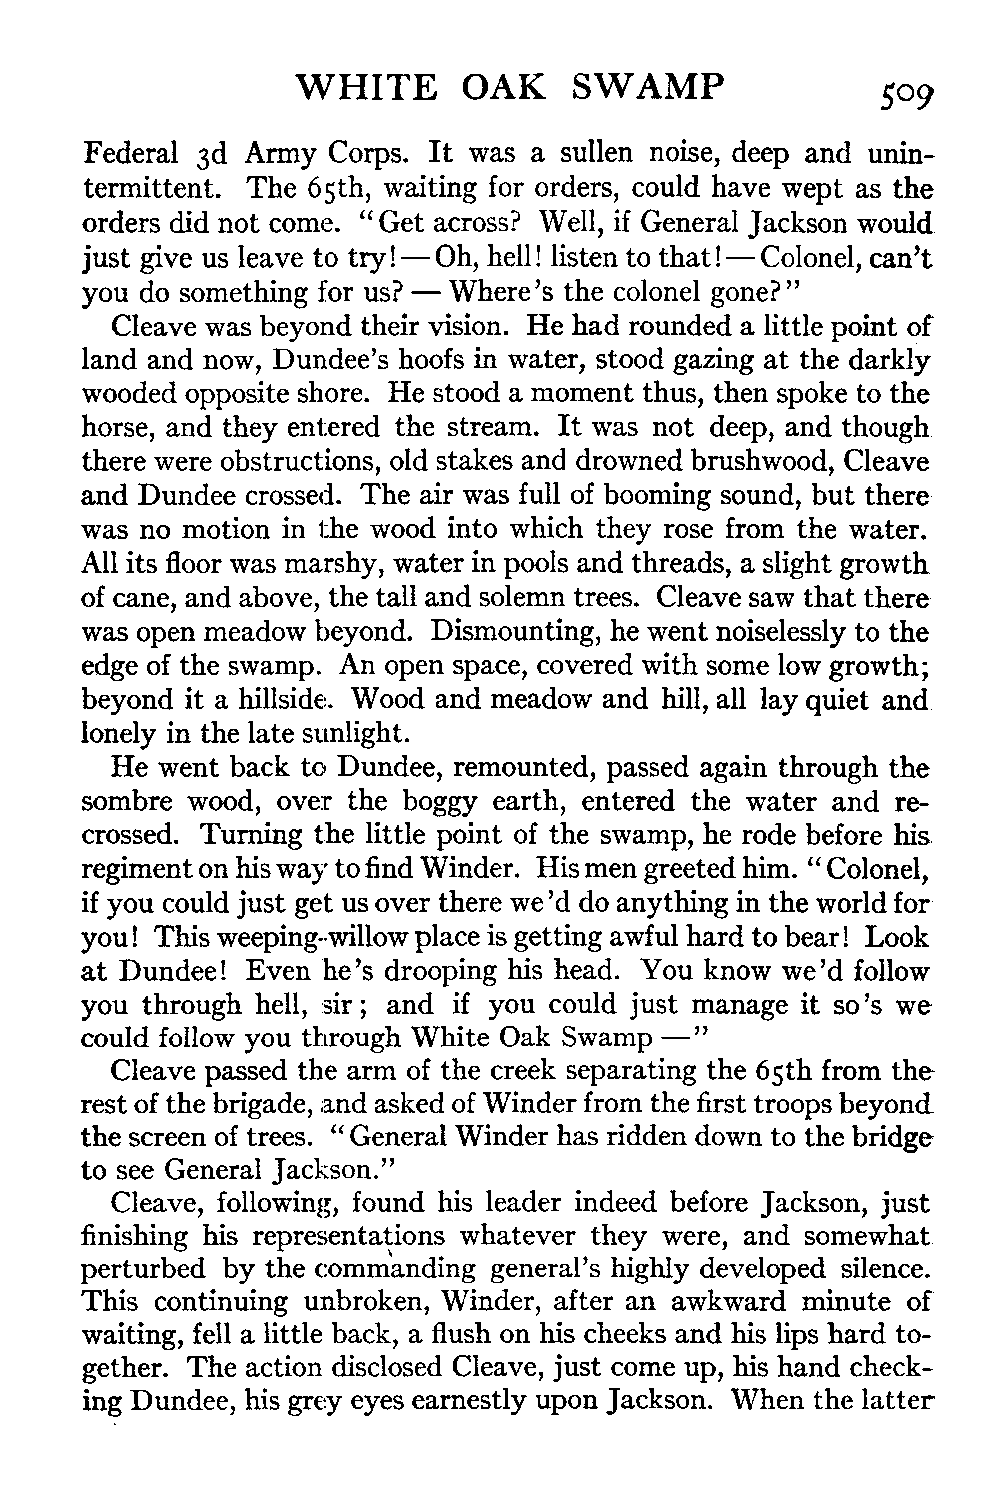 WHITE OAK SWAMP 509
Federal 3d Army Corps. It was a sullen noise, deep and unin-
termittent. The 65th, waiting for orders, could have wept as the
orders did not come. "Get across? Well, if General Jackson would
just give us leave to try!—Oh, hell! listen to that!—Colonel, can't
you do something for us? — Where's the colonel gone?"
Cleave was beyond their vision. He had rounded a little point of
land and now, Dundee's hoofs in water, stood gazing at the darkly
wooded opposite shore. He stood a moment thus, then spoke to the
horse, and they entered the stream. It was not deep, and though
there were obstructions, old stakes and drowned brushwood, Cleave
and Dundee crossed. The air was full of booming sound, but there
was no motion in the wood into which they rose from the water.
All its floor was marshy, water in pools and threads, a slight growth
of cane, and above, the tall and solemn trees. Cleave saw that there
was open meadow beyond. Dismounting, he went noiselessly to the
edge of the swamp. An open space, covered with some low growth;
beyond it a hillside. Wood and meadow and hill, all lay quiet and
lonely in the late sunlight.
He went back to Dundee, remounted, passed again through the
sombre wood, over the boggy earth, entered the water and re-
crossed. Turning the little point of the swamp, he rode before his
regiment on his way to find Winder. His men greeted him. "Colonel,
if you could just get us over there we'd do anything in the world for
you! This weeping-willow place is getting awful hard to bear! Look
at Dundee! Even he's drooping his head. You know we'd follow
you through hell, sir; and if you could just manage it so's we
could follow you through White Oak Swamp —"
Cleave passed the arm of the creek separating the 65th from the
rest of the brigade, and asked of Winder from the first troops beyond
the screen of trees. "General Winder has ridden down to the bridge
to see General Jackson."
Cleave, following, found his leader indeed before Jackson, just
finishing his representations whatever they were, and somewhat
perturbed by the commanding general's highly developed silence.
This continuing unbroken, Winder, after an awkward minute of
waiting, fell a little back, a flush on his cheeks and his lips hard to-
gether. The action disclosed Cleave, just come up, his hand check-
ing Dundee, his grey eyes earnestly upon Jackson. When the latter